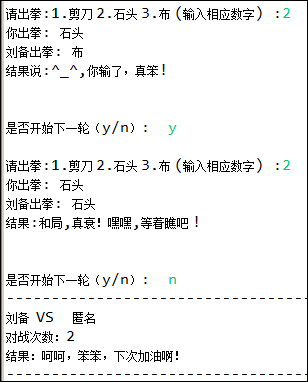 请出拳:1.剪刀 2.石头 3.布 (输入相应数字) :2
你出拳: 石头
刘备出拳: 布
结果说:^_^,你输了,真笨!
是否开始下一轮 (y/n) : y
请出拳:1.剪刀 2.石头 3.布 (输入相应数字) :2
你出拳: 石头
刘备出拳: 石头
结果:和局,真衰! 嘿嘿,等着瞧吧 !
是否开始下一轮 (y/n) : n
---------------------------------
刘备 VS 匿名
对战次数: 2
结果: 呵呵, 笨笨, 下次加油啊!
---------------------------------